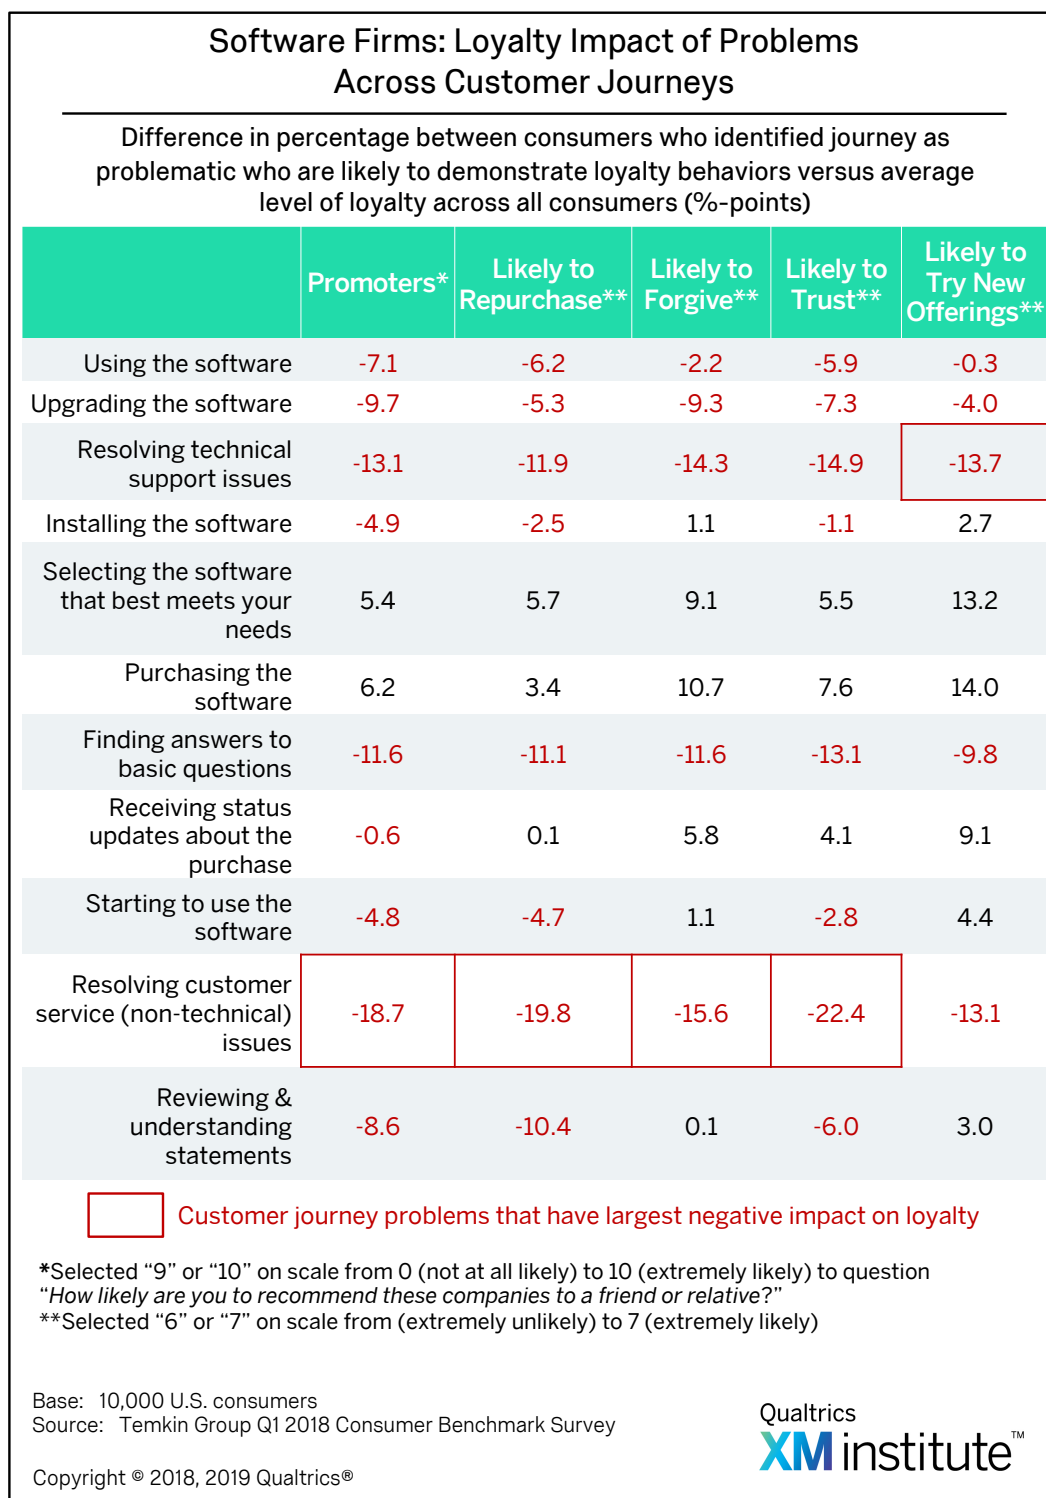 Software Firms: Loyalty Impact of Problems
Across Customer Journeys
Difference in percentage between consumers who identified journey as
problematic who are likely to demonstrate loyalty behaviors versus average
level of loyalty across all consumers (%-points)
Promoters*
Likely to
Repurchase**
Likely to
Forgive**
Likely to
Trust**
Likely to
Try New
Offerings**
Using the software -7.1 -6.2 -2.2 -5.9 -0.3
Upgrading the software -9.7 -5.3 -9.3 -7.3 -4.0
Resolving technical
support issues -13.1 -11.9 -14.3 -14.9 -13.7
Installing the software -4.9 -2.5 1.1 -1.1 2.7
Selecting the software
that best meets your
needs 5.4 5.7 9.1 5.5 13.2
Purchasing the
software 6.2 3.4 10.7 7.6 14.0
Finding answers to
basic questions -11.6 -11.1 -11.6 -13.1 -9.8
Receiving status
updates about the
purchase -0.6 0.1 5.8 4.1 9.1
Starting to use the
software -4.8 -4.7 1.1 -2.8 4.4
Resolving customer
service (non-technical)
issues -18.7 -19.8 -15.6 -22.4 -13.1
Reviewing &
understanding
statements -8.6 -10.4 0.1 -6.0 3.0
Customer journey problems that have largest negative impact on loyalty
*Selected “9” or “10” on scale from 0 (not at all likely) to 10 (extremely likely) to question
“How likely are you to recommend these companies to a friend or relative?”
**Selected “6” or “7” on scale from (extremely unlikely) to 7 (extremely likely)
Base: 10,000 U.S. consumers
Source: Temkin Group Q1 2018 Consumer Benchmark Survey
Copyright © 2018, 2019 Qualtrics®
Qualtrics
XM institute™